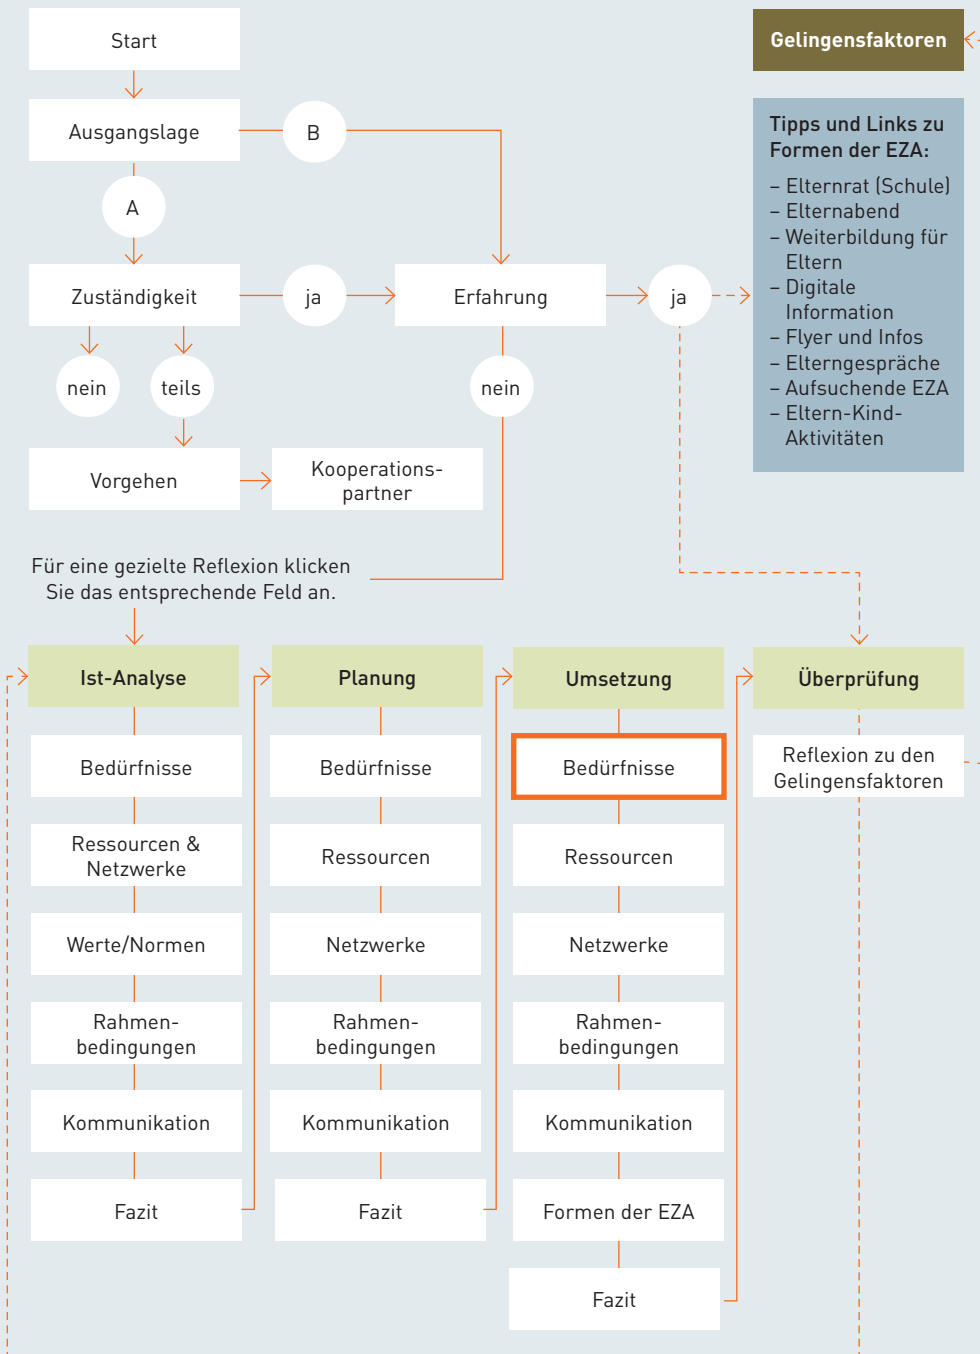 Start
Gelingensfaktoren
Ausgangslage
B
A
Tipps und Links zu
Formen der EZA:
– Elternrat (Schule)
– Elternabend
– Weiterbildung für
Eltern
– Digitale
Information
– Flyer und Infos
– Elterngespräche
– Aufsuchende EZA
– Eltern-Kind-
Aktivitäten
Zuständigkeit
ja
Erfahrung
ja
nein
teils
nein
Vorgehen
Kooperations-
partner
Für eine gezielte Reflexion klicken
Sie das entsprechende Feld an.
Ist-Analyse
Bedürfnisse
Ressourcen &
Netzwerke
Werte/Normen
Rahmen-
bedingungen
Kommunikation
Fazit
Planung
Bedürfnisse
Ressourcen
Netzwerke
Rahmen-
bedingungen
Kommunikation
Fazit
Umsetzung
Bedürfnisse
Ressourcen
Netzwerke
Rahmen-
bedingungen
Kommunikation
Formen der EZA
Fazit
Überprüfung
Reflexion zu den
Gelingensfaktoren